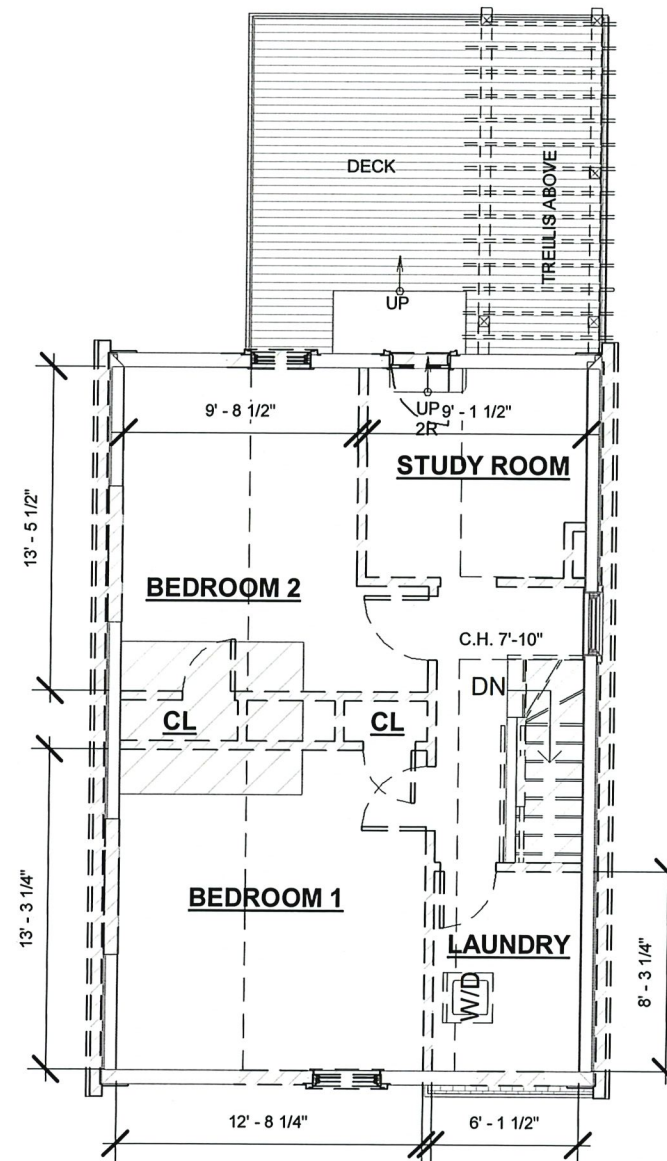 DECK
TRELLIS ABOVE
UP
9' - 8 1/2"
UP
2R
9' - 1 1/2"
STUDY ROOM
13' - 5 1/2"
BEDROOM 2
C.H. 7'-10"
DN
CL
CL
13' - 3 1/4"
BEDROOM 1
LAUNDRY
W/D
8' - 3 1/4"
12' - 8 1/4"
6' - 1 1/2"